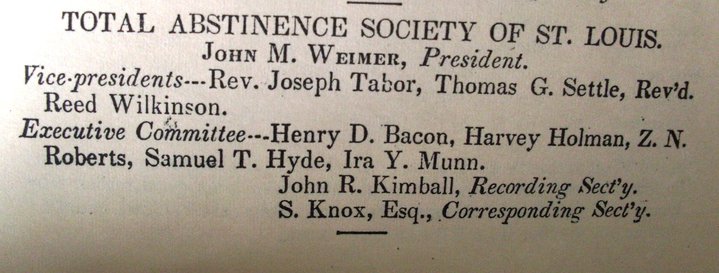 TOTAL ABSTINENCE SOCIETY OF ST. LOUIS.
JOHN M. WEIMER, President.
Vice-presidents---Rev. Joseph Tabor, Thomas G. Settle, Rev'd.
Reed Wilkinson.
Executive Committee---Henry D. Bacon, Harvey Holman, Z. N.
Roberts, Samuel T. Hyde, Ira Y. Munn.
John R. Kimball, Recording Sect'y.
S. Knox, Esq., Corresponding Sect'y.